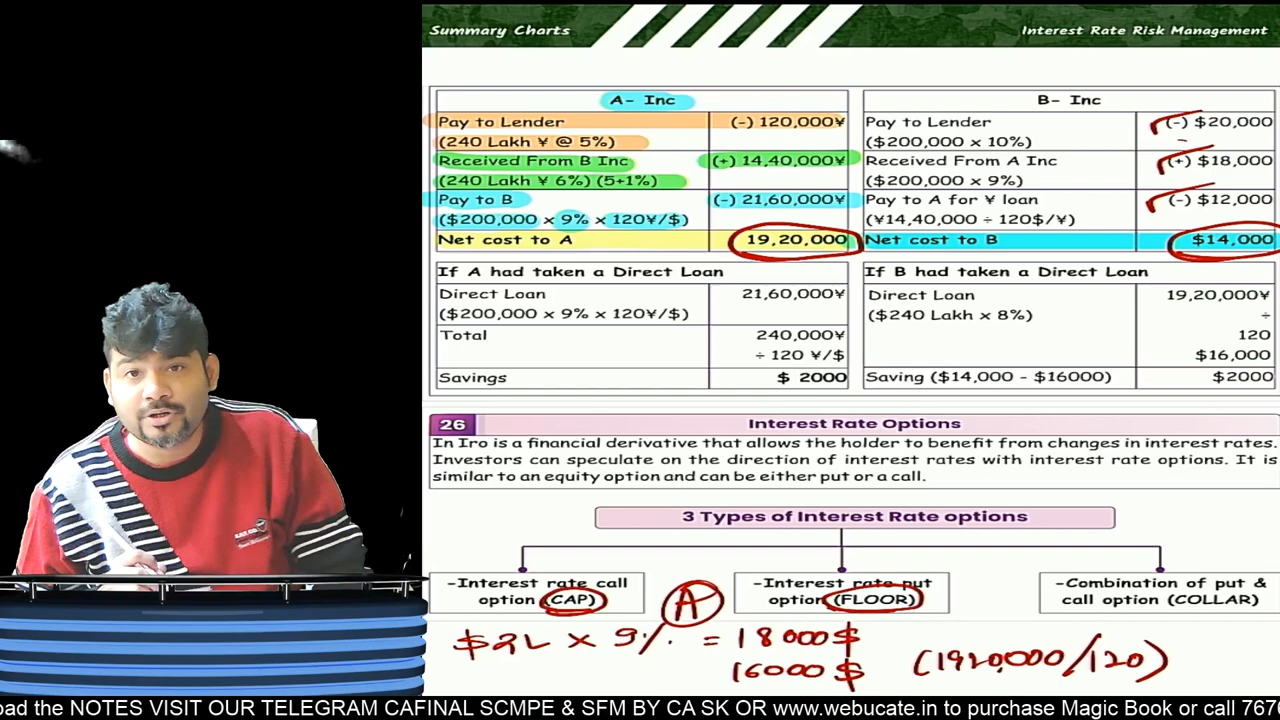 Summary Charts
Interest Rate Risk Management
A- Inc
Pay to Lender
(240 Lakh ¥ @ 5%)
(-) 120,000¥
Received From B Inc
(240 Lakh ¥ 6%) (5+1%)
(+) 14,40,000¥
Pay to B
($200,000 x 9% x 120¥/$)
(-) 21,60,000¥
Net cost to A
19,20,000
B- Inc
Pay to Lender
($200,000 x 10%)
(-) $20,000
Received From A Inc
($200,000 x 9%)
(+) $18,000
Pay to A for ¥ loan
(¥14,40,000 ÷ 120$/¥)
(-) $12,000
Net cost to B
$14,000
If A had taken a Direct Loan
Direct Loan
($200,000 x 9% x 120¥/$)
21,60,000¥
Total
240,000¥
÷ 120 ¥/$
Savings
$ 2000
If B had taken a Direct Loan
Direct Loan
($240 Lakh x 8%)
19,20,000¥
÷
120
$16,000
Saving ($14,000 - $16000)
$2000
26
Interest Rate Options
In Iro is a financial derivative that allows the holder to benefit from changes in interest rates.
Investors can speculate on the direction of interest rates with interest rate options. It is
similar to an equity option and can be either put or a call.
3 Types of Interest Rate options
-Interest rate call
option (CAP)
A
-Interest rate put
option (FLOOR)
-Combination of put &
call option (COLLAR)
$2L x 9% = 18000$
16000$ (1920,000/120)
oad the NOTES VISIT OUR TELEGRAM CAFINAL SCMPE & SFM BY CA SK OR www.webucate.in to purchase Magic Book or call 767